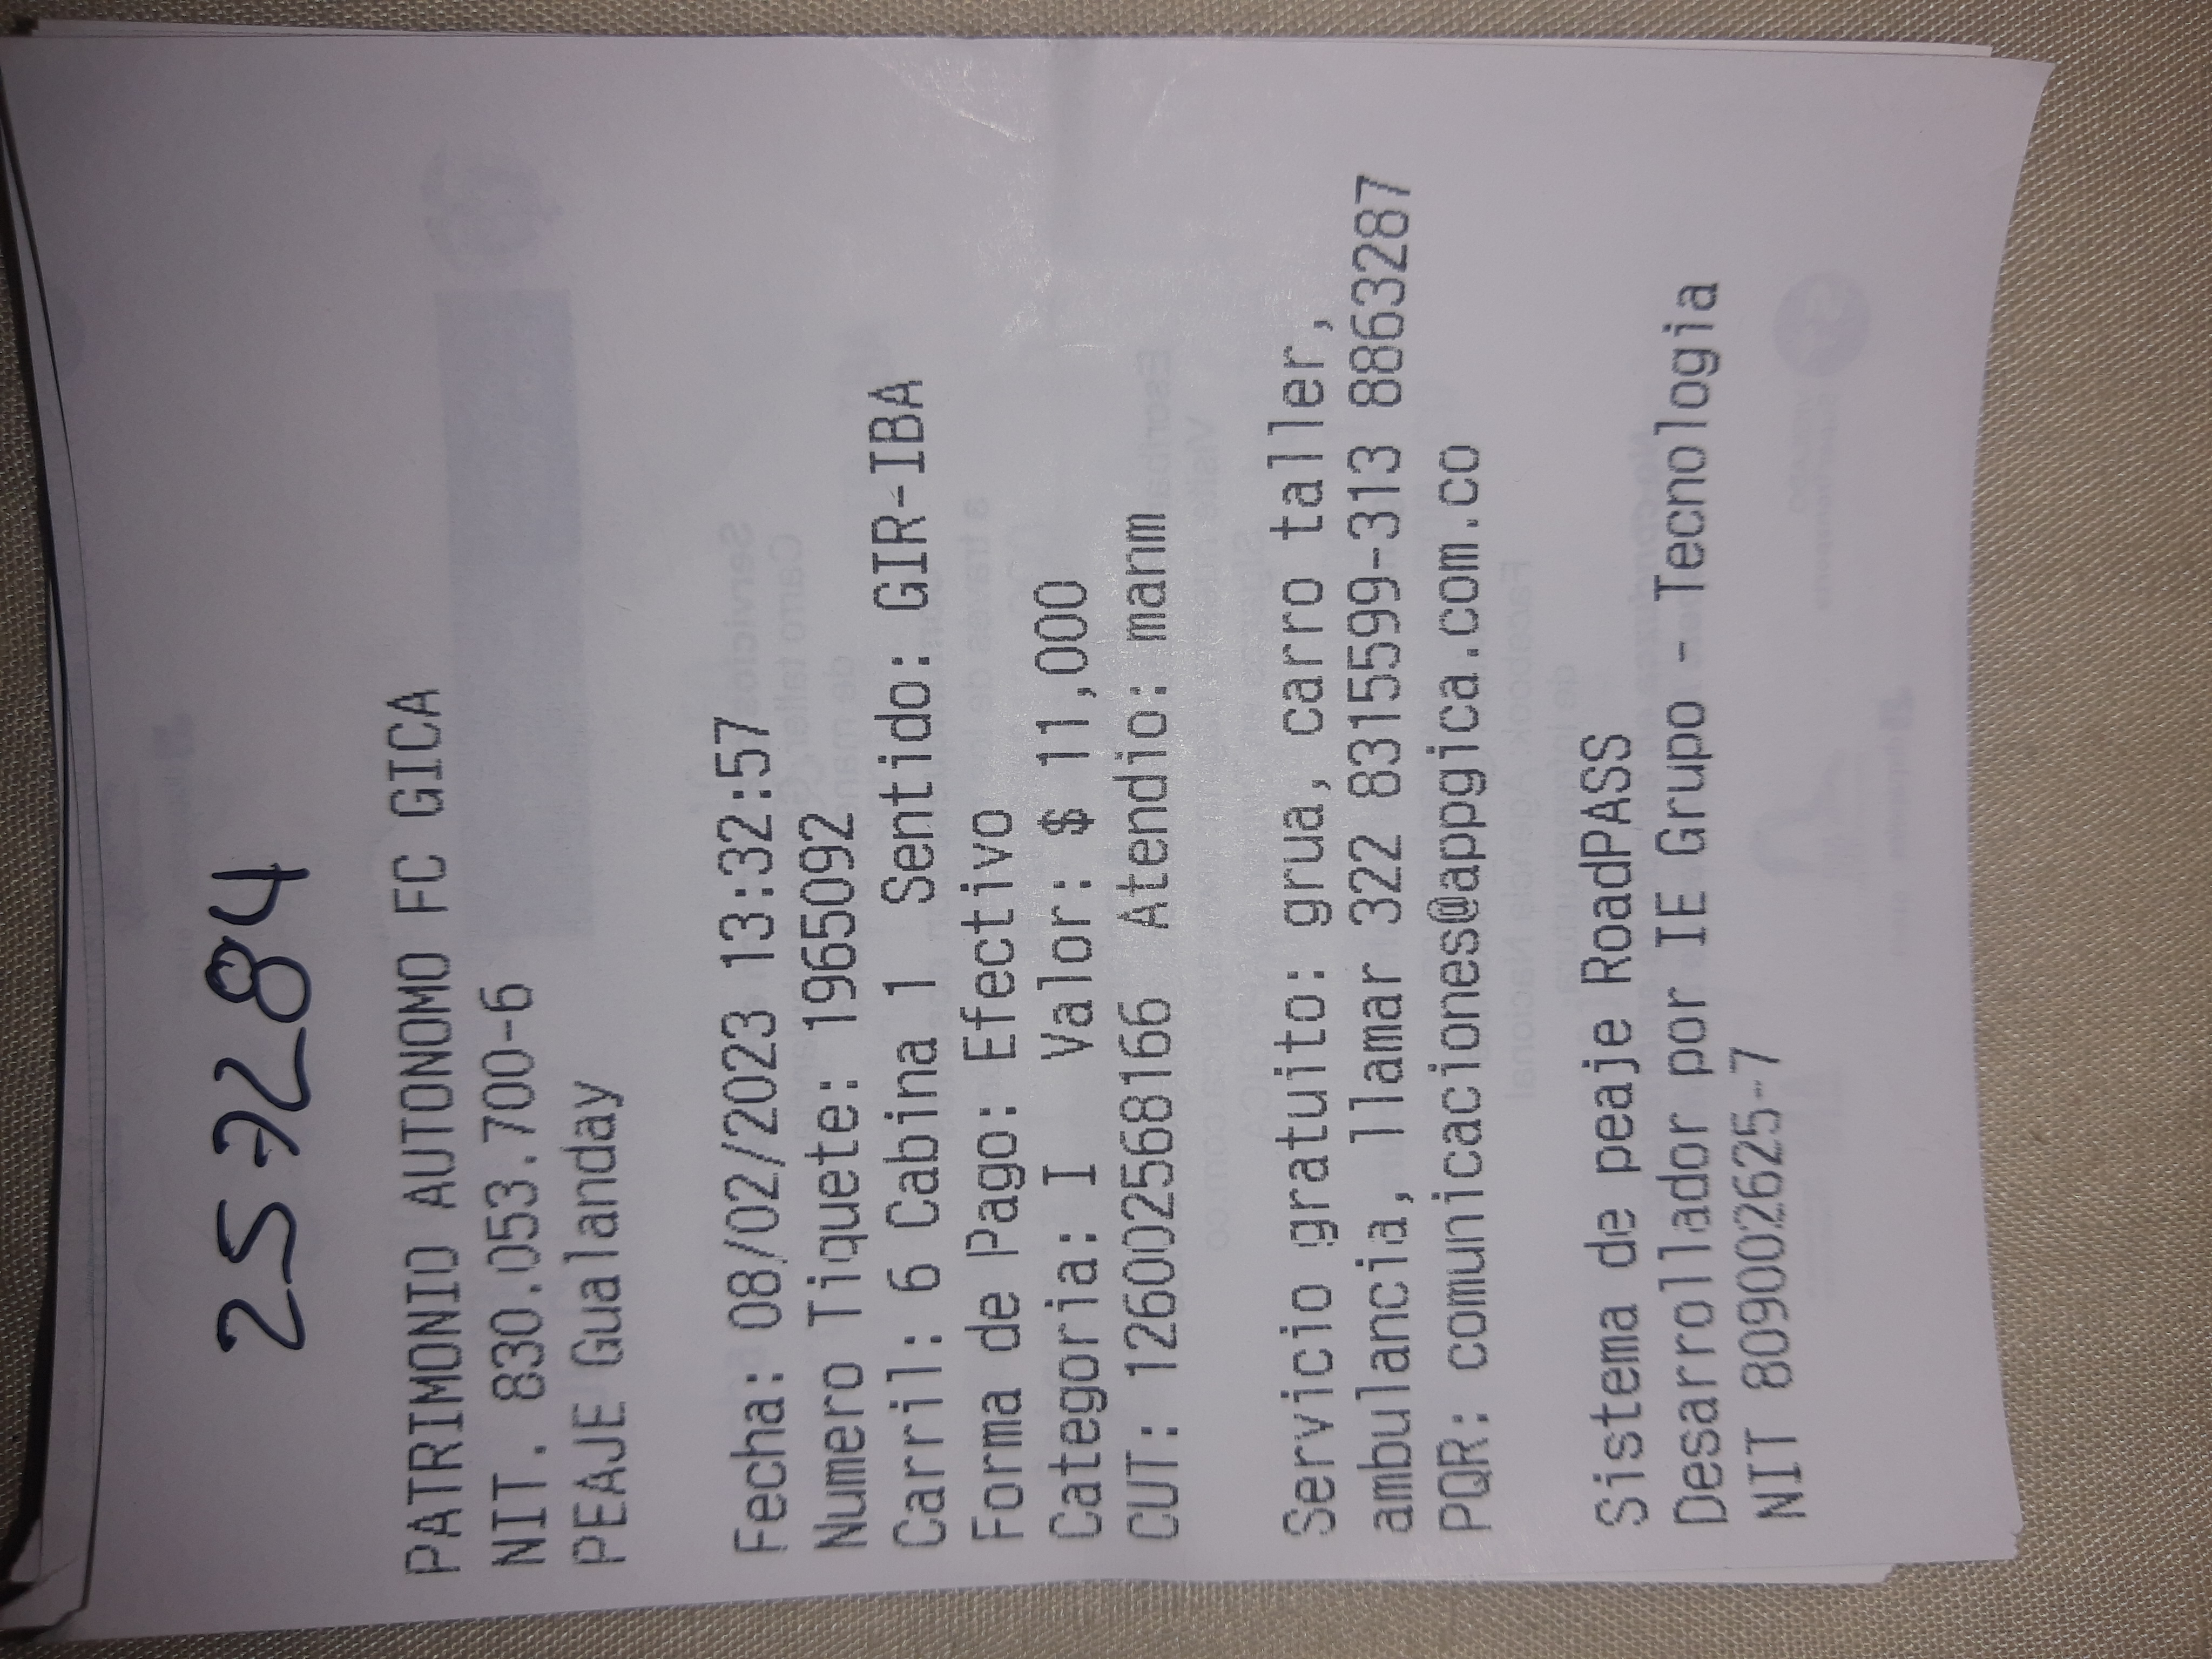 257284
PATRIMONIO AUTONOMO FC GICA
NIT. 830.053.700-6
PEAJE Gualanday
Fecha: 08/02/2023 13:32:57
Numero Tiquete: 1965092
Carril: 6 Cabina 1 Sentido: GIR-IBA
Forma de Pago: Efectivo
Categoria: I Valor: $ 11,000
CUT: 1260025681​66 Atendio: manm
Servicio gratuito: grua, carro taller,
ambulancia, llamar 322 8315599-313 8863287
PQR: comunicaciones@appgica.com.co
Sistema de peaje RoadPASS
Desarrollador por IE Grupo - Tecnologia
NIT 809002625-7